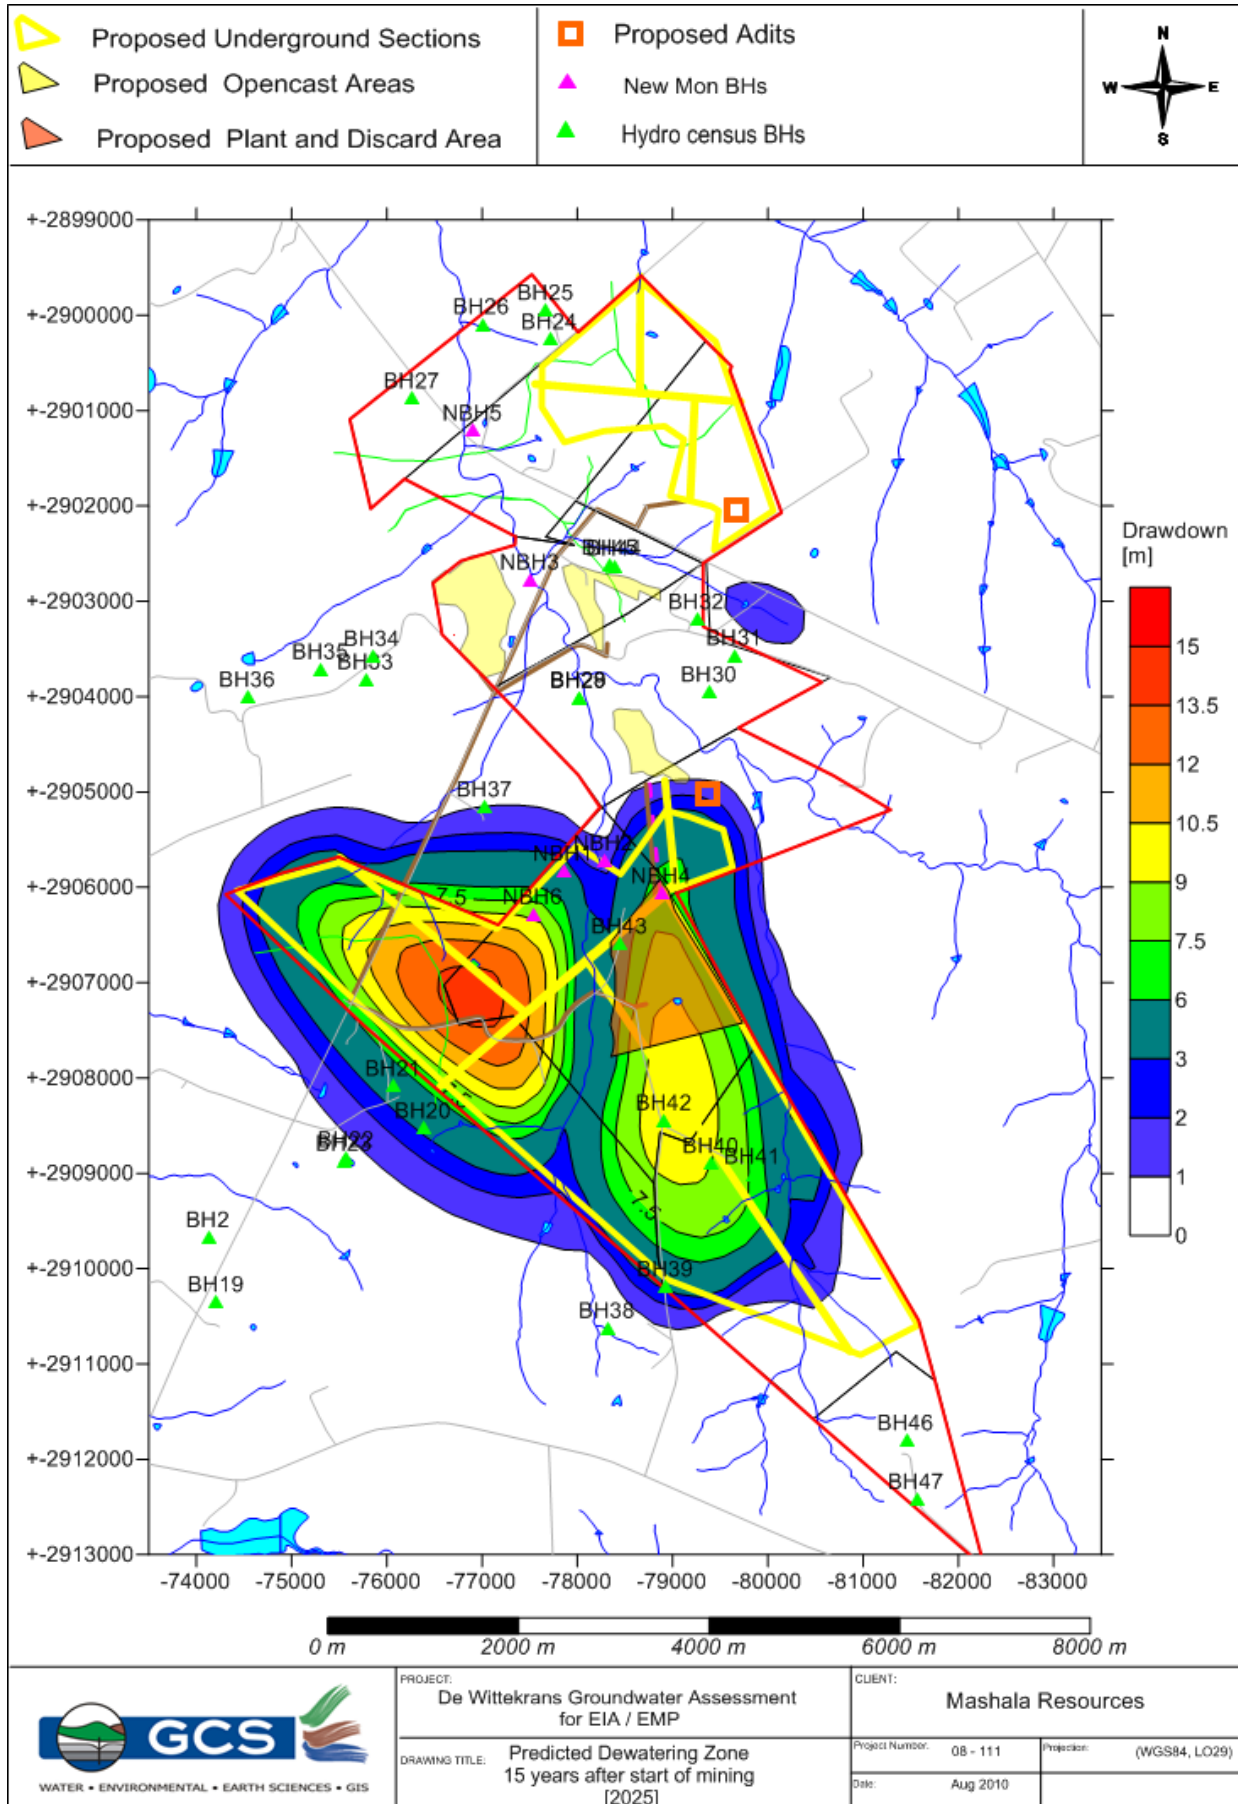 Proposed Underground Sections
Proposed Opencast Areas
Proposed Plant and Discard Area
Proposed Adits
New Mon BHs
Hydro census BHs
N
W E
S
+-2899000
+-2900000
+-2901000
+-2902000
+-2903000
+-2904000
+-2905000
+-2906000
+-2907000
+-2908000
+-2909000
+-2910000
+-2911000
+-2912000
+-2913000
BH25
BH26
BH24
BH27
NBH5
NBH3
BH32
BH31
BH34
BH35
BH33
BH36
BH30
BH37
NBH2
NBH1
NBH4
7.5
NBH6
BH43
BH21
BH20
BH42
BH22
BH23
BH40
BH41
7.5
BH2
BH19
BH39
BH38
BH46
BH47
Drawdown
[m]
15
13.5
12
10.5
9
7.5
6
3
2
1
0
-74000 -75000 -76000 -77000 -78000 -79000 -80000 -81000 -82000 -83000
0 m 2000 m 4000 m 6000 m 8000 m
GCS
WATER • ENVIRONMENTAL • EARTH SCIENCES • GIS
PROJECT:
De Wittekrans Groundwater Assessment
for EIA / EMP
DRAWING TITLE:
Predicted Dewatering Zone
15 years after start of mining
[2025]
CLIENT:
Mashala Resources
Project Number: 08 - 111
Projection: (WGS84, LO29)
Date: Aug 2010